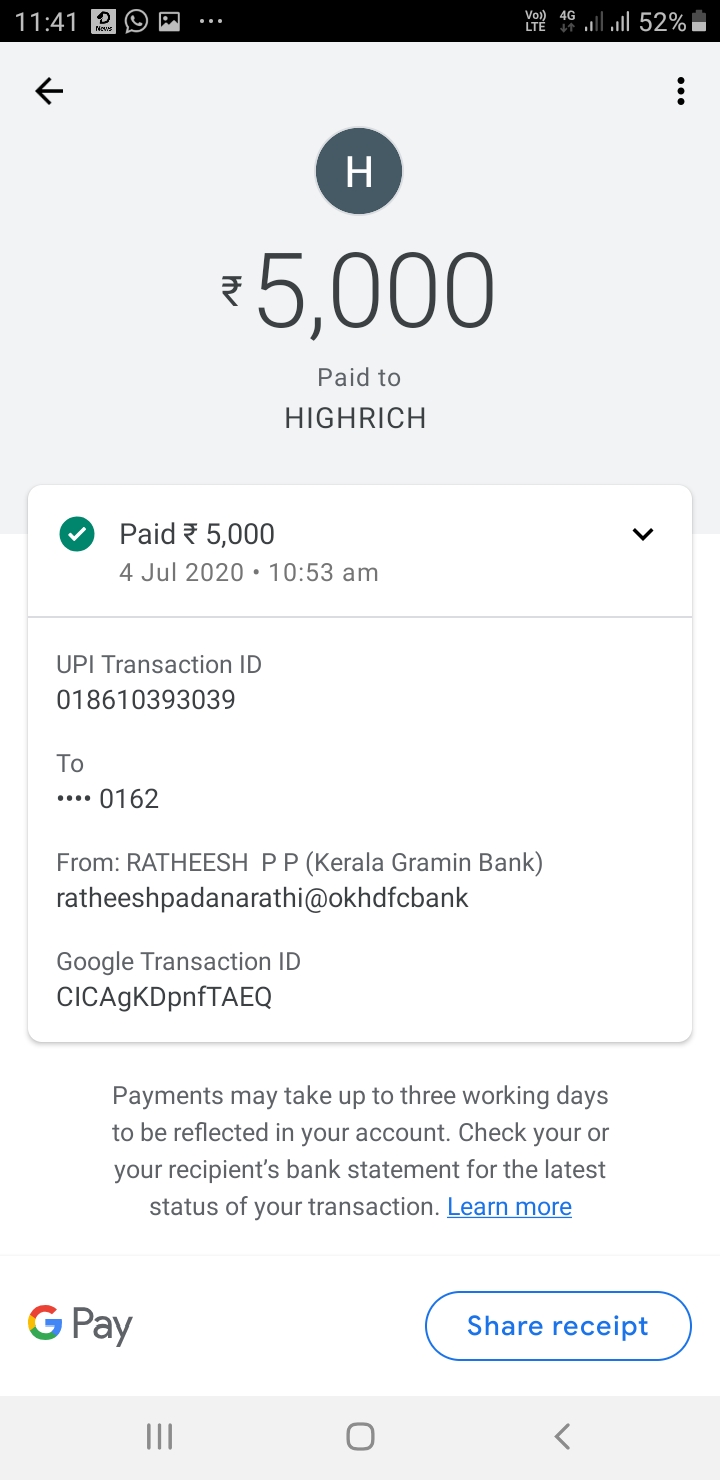 11:41 News ... Vo)) LTE 4G 52%
H
₹5,000
Paid to
HIGHRICH
Paid ₹ 5,000
4 Jul 2020 • 10:53 am
UPI Transaction ID
018610393039
To
•••• 0162
From: RATHEESH P P (Kerala Gramin Bank)
ratheeshpadanarathi@okhdfcbank
Google Transaction ID
CICAgKDpnfTAEQ
Payments may take up to three working days
to be reflected in your account. Check your or
your recipient's bank statement for the latest
status of your transaction. Learn more
G Pay
Share receipt